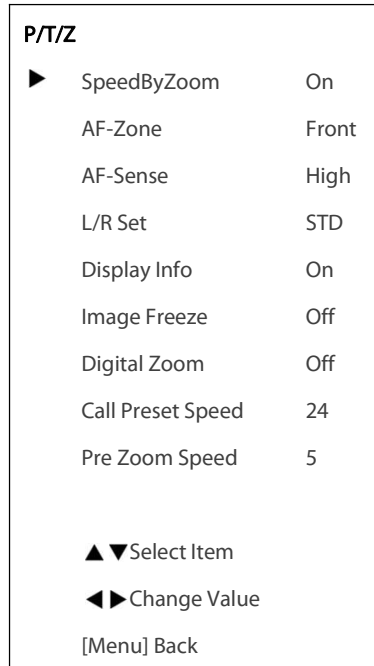 P/T/Z
▶ SpeedByZoom On
AF-Zone Front
AF-Sense High
L/R Set STD
Display Info On
Image Freeze Off
Digital Zoom Off
Call Preset Speed 24
Pre Zoom Speed 5
▲▼Select Item
◀▶Change Value
[Menu] Back